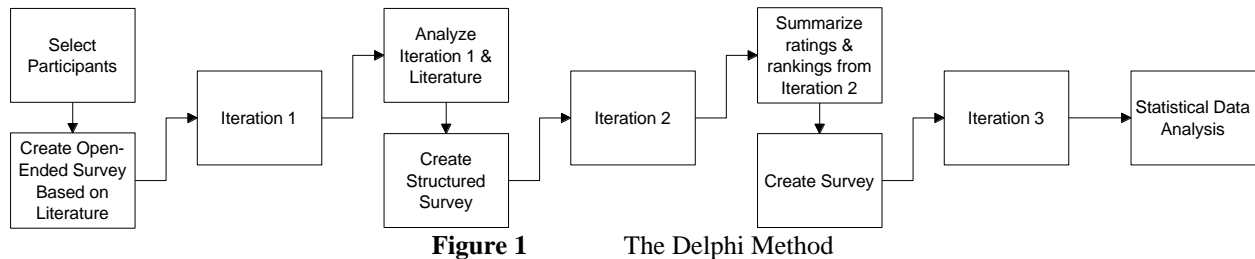 Select
Participants
Create Open-
Ended Survey
Based on
Literature
Iteration 1
Analyze
Iteration 1 &
Literature
Create
Structured
Survey
Iteration 2
Summarize
ratings &
rankings from
Iteration 2
Create Survey
Iteration 3
Statistical Data
Analysis
Figure 1 The Delphi Method